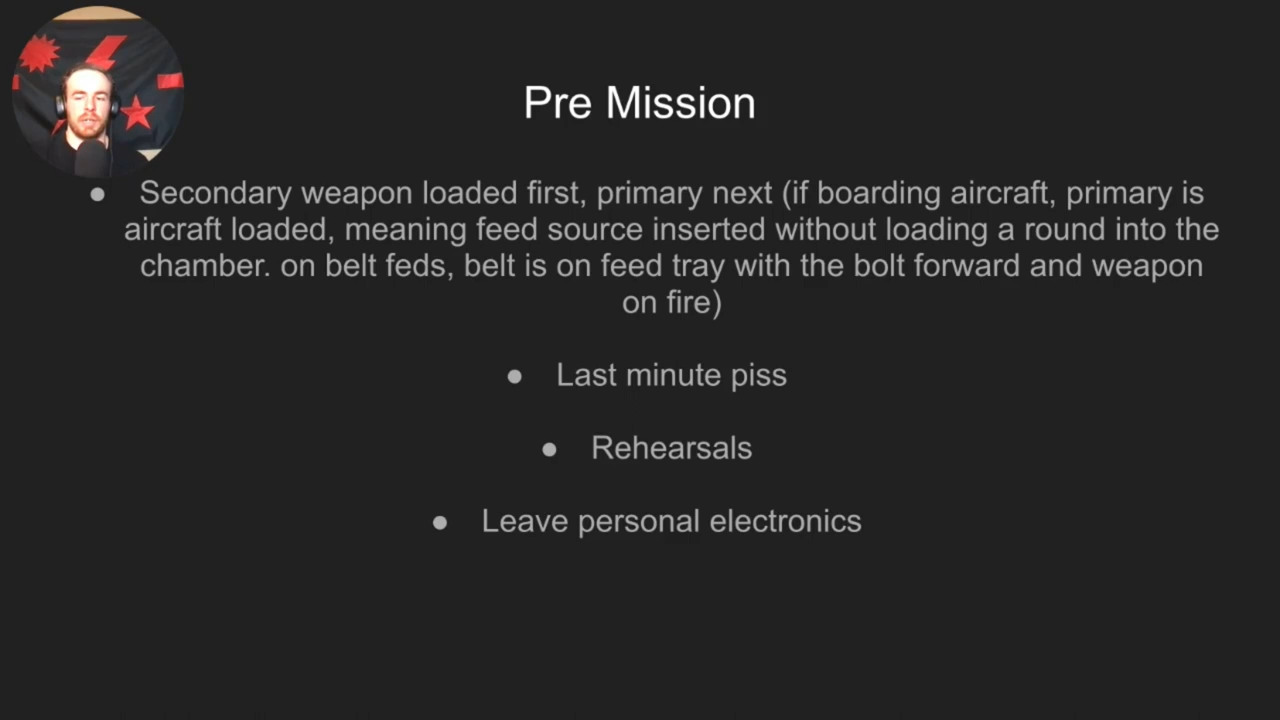 Pre Mission
● Secondary weapon loaded first, primary next (if boarding aircraft, primary is
aircraft loaded, meaning feed source inserted without loading a round into the
chamber. on belt feds, belt is on feed tray with the bolt forward and weapon
on fire)
● Last minute piss
● Rehearsals
● Leave personal electronics